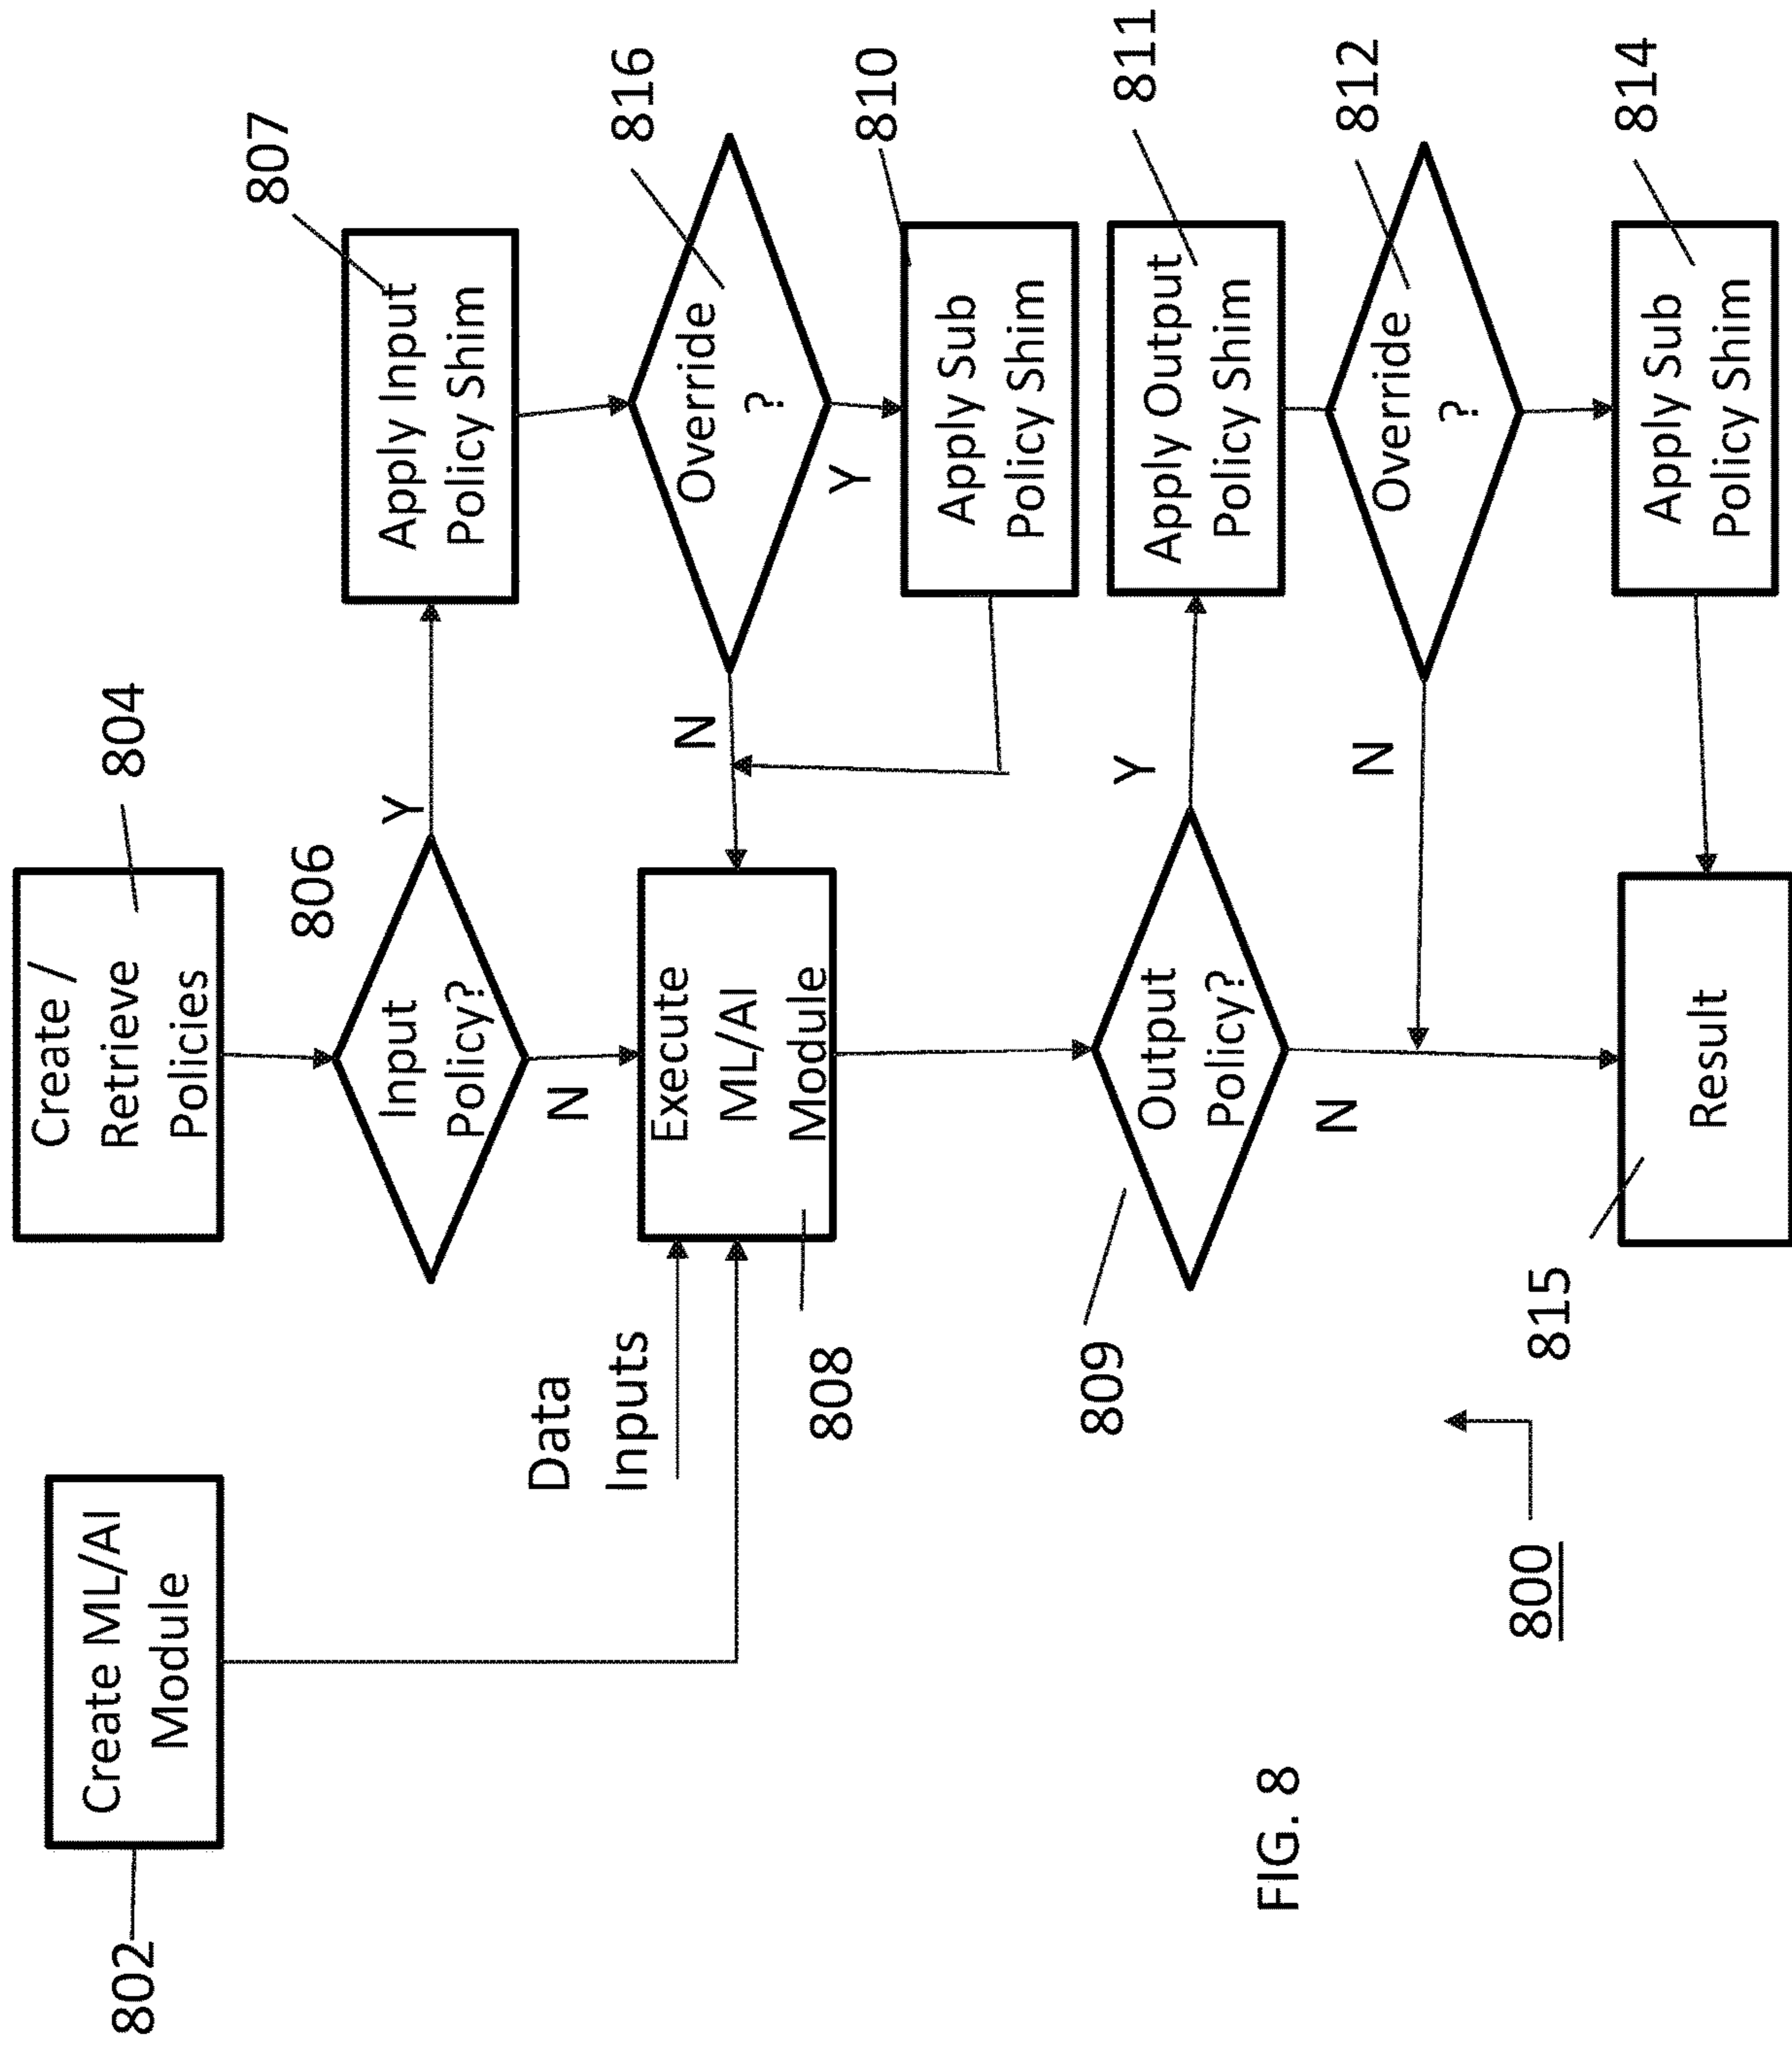 802
Create ML/AI
Module
Create /
Retrieve
Policies
804
806
Input
Policy?
Y
N
807
Apply Input
Policy Shim
816
Override
?
N
Y
810
Apply Sub
Policy Shim
Data
Inputs
Execute
ML/AI
Module
808
809
Output
Policy?
Y
N
811
Apply Output
Policy Shim
812
Override
?
N
814
Apply Sub
Policy Shim
815
Result
800
FIG. 8